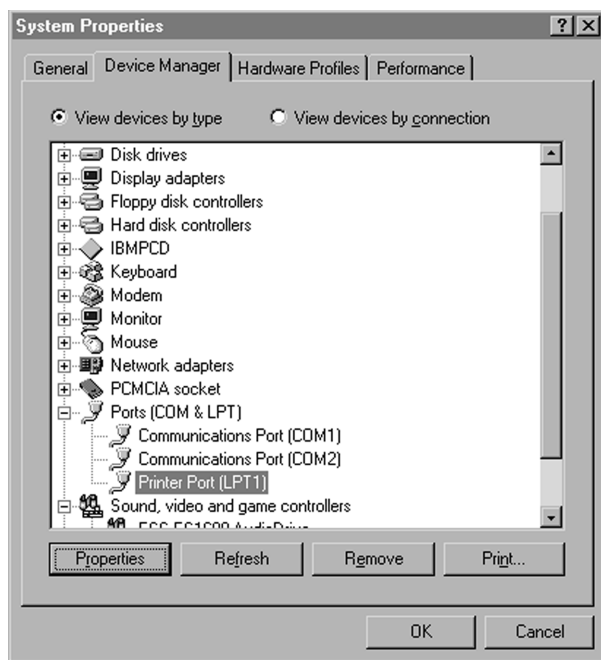 System Properties
General Device Manager Hardware Profiles Performance
View devices by type View devices by connection
Disk drives
Display adapters
Floppy disk controllers
Hard disk controllers
IBMPCD
Keyboard
Modem
Monitor
Mouse
Network adapters
PCMCIA socket
Ports (COM & LPT)
Communications Port (COM1)
Communications Port (COM2)
Printer Port (LPT1)
Sound, video and game controllers
Properties Refresh Remove Print...
OK Cancel